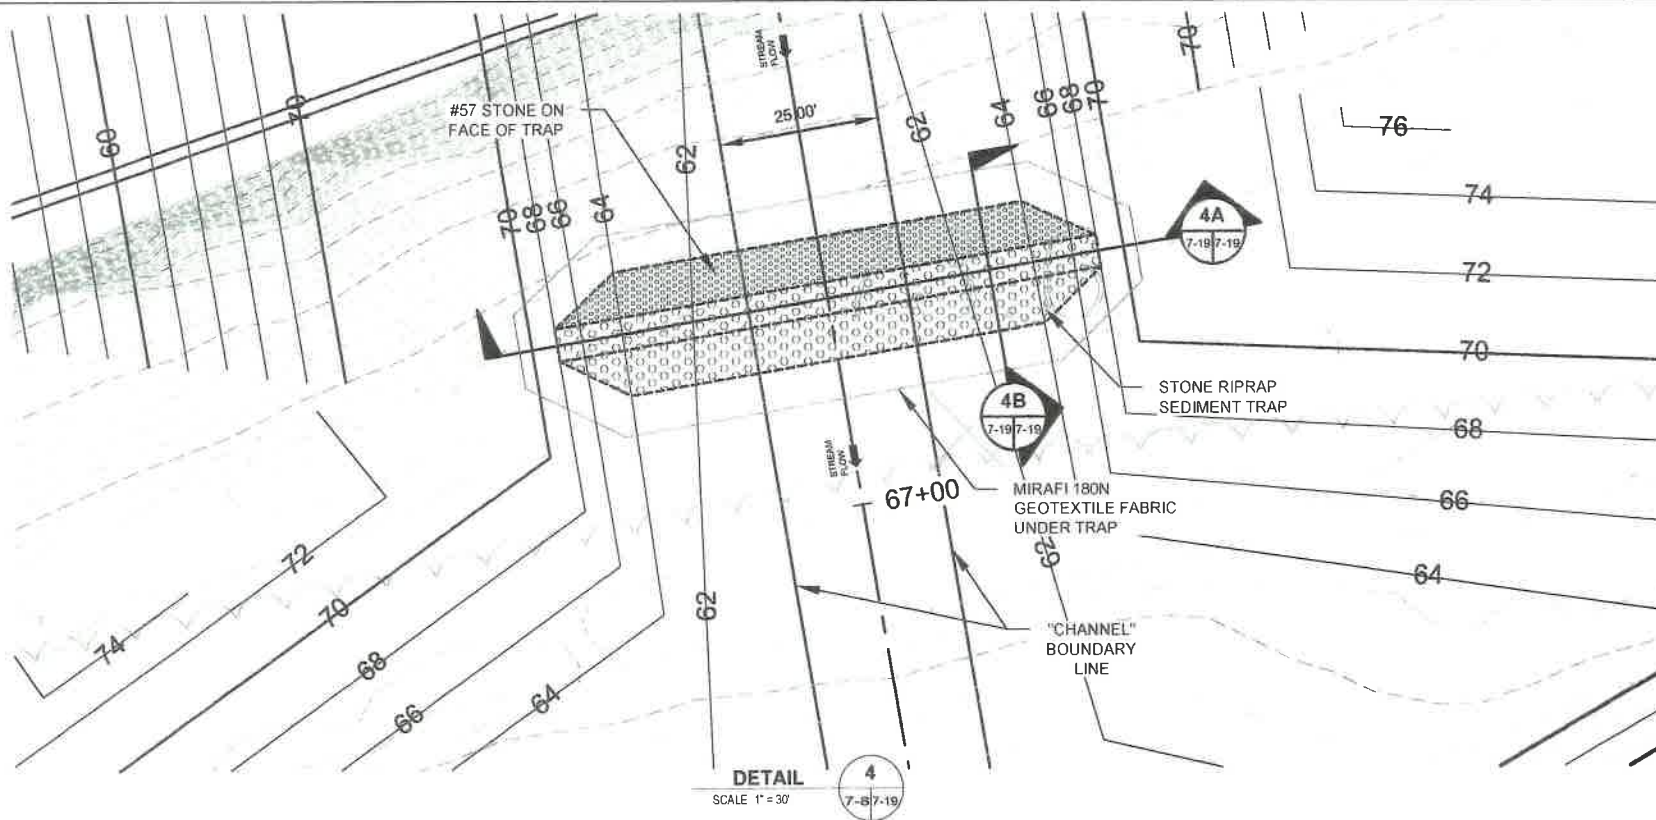 60
70
#57 STONE ON
FACE OF TRAP
STREAM
FLOW
25.00'
62
62
64
66
68
70
70
76
74
72
70
68
66
64
70
68
66
64
4A
7-19 7-19
4B
7-19 7-19
STONE RIPRAP
SEDIMENT TRAP
STREAM
FLOW
67+00
MIRAFI 180N
GEOTEXTILE FABRIC
UNDER TRAP
62
62
"CHANNEL"
BOUNDARY
LINE
72
70
74
68
66
64
DETAIL
SCALE 1" = 30'
4
7-8 7-19